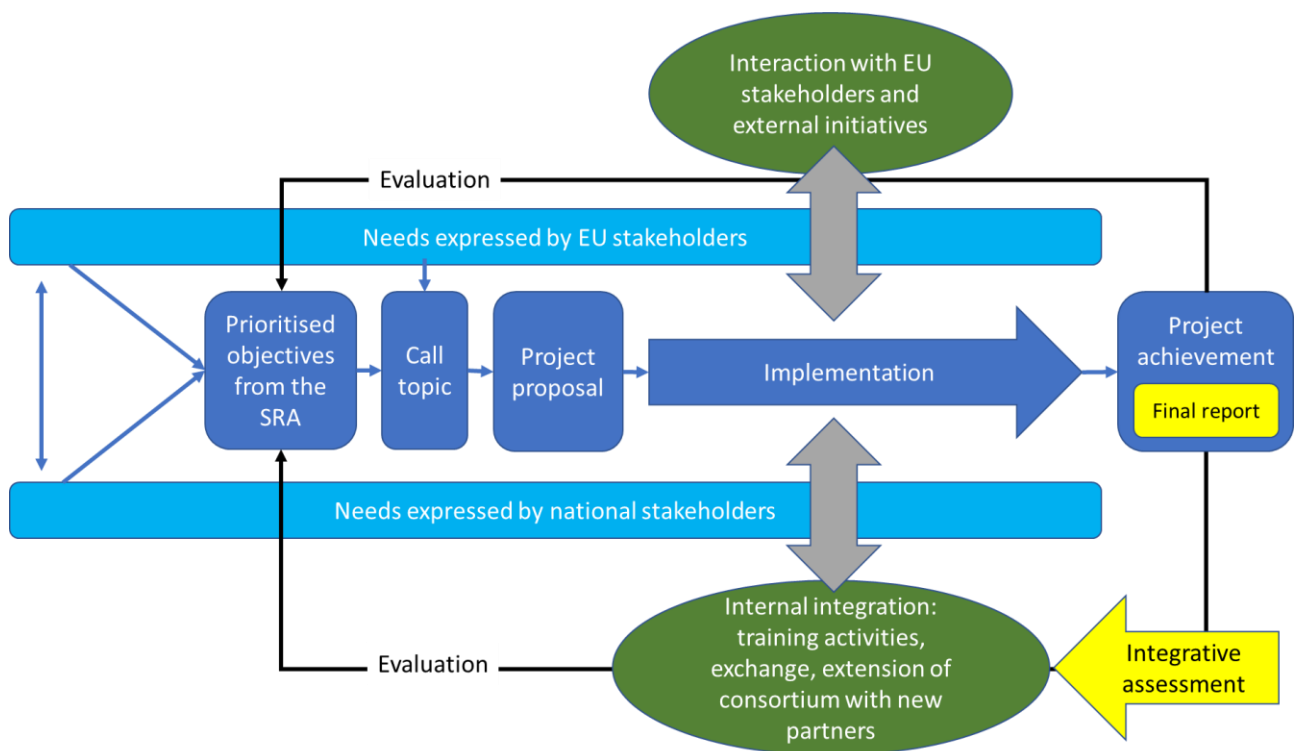 Interaction with EU
stakeholders and
external initiatives
Evaluation
Needs expressed by EU stakeholders
Prioritised
objectives
from the
SRA
Call
topic
Project
proposal
Implementation
Project
achievement
Final report
Needs expressed by national stakeholders
Internal integration:
training activities,
exchange, extension of
consortium with new
partners
Evaluation
Integrative
assessment